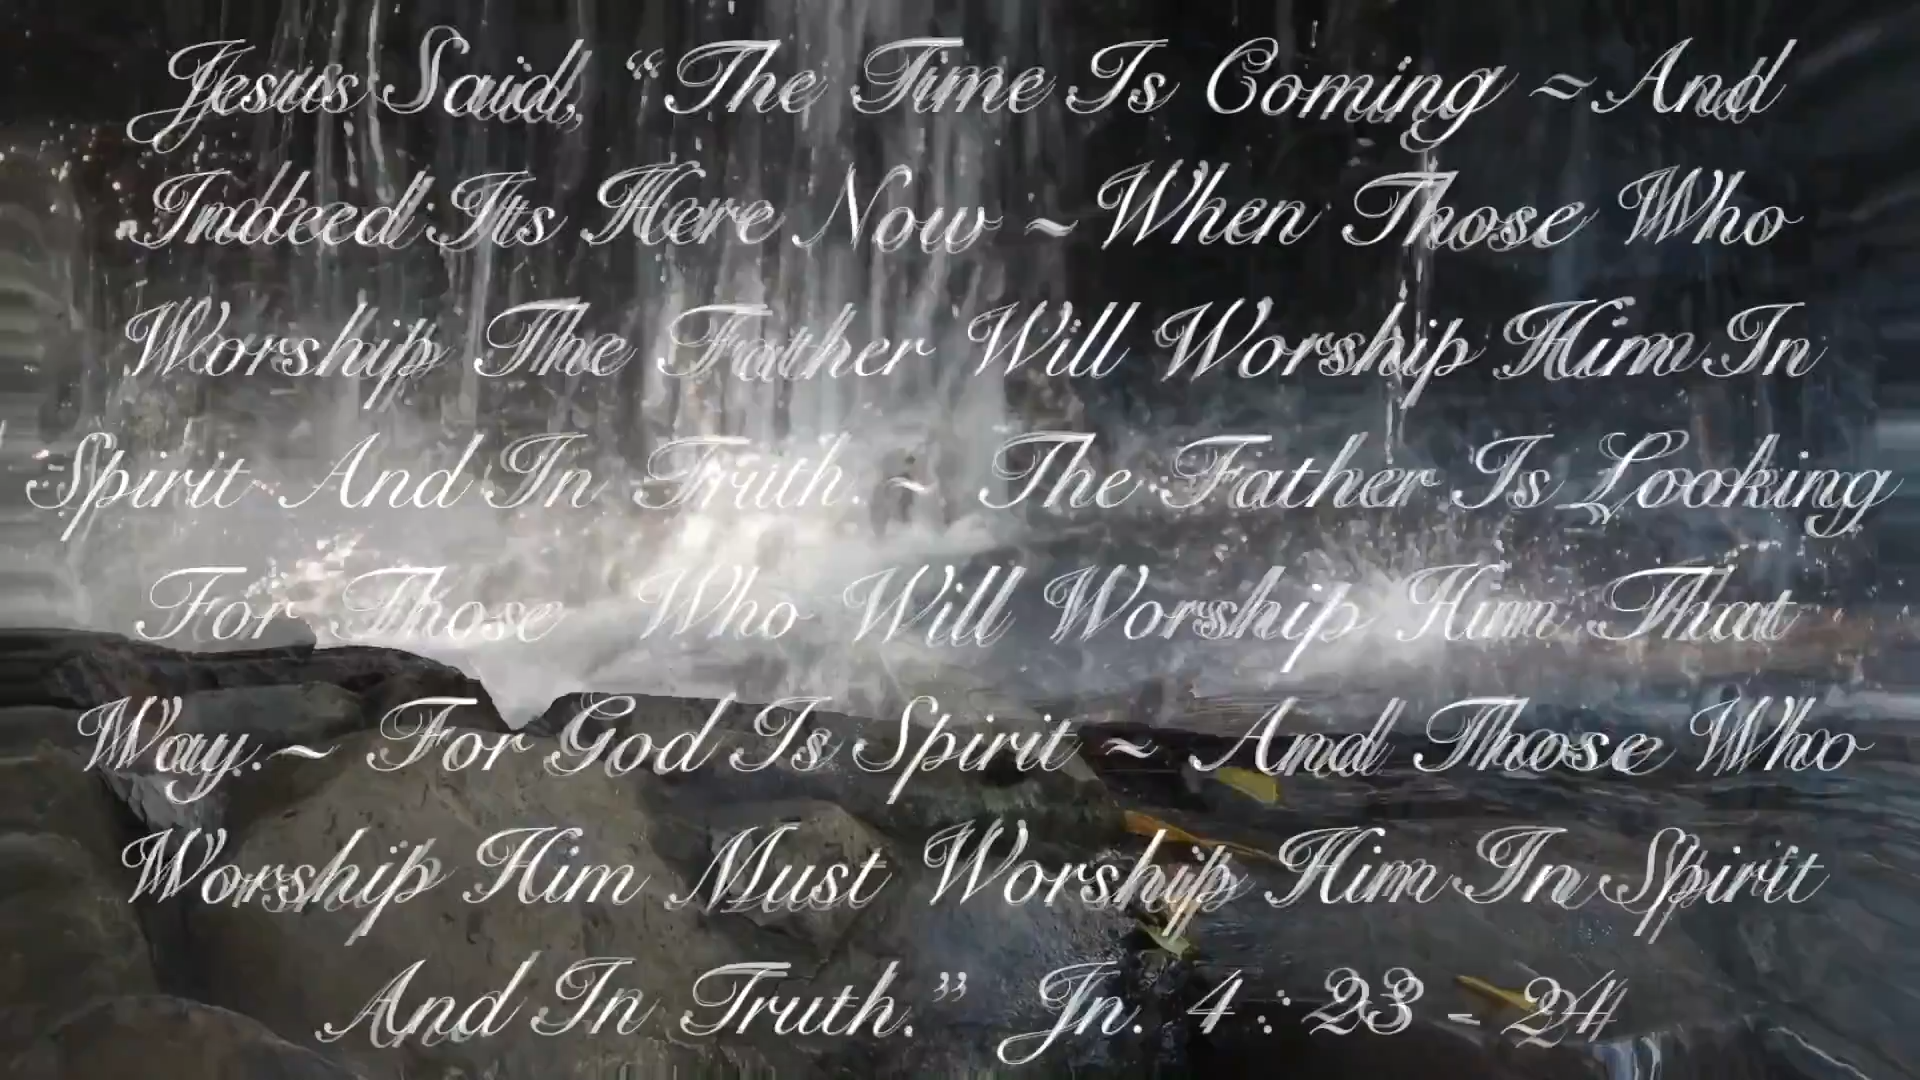 Jesus Said, “The Time Is Coming ~ And
Indeed Its Here Now ~ When Those Who
Worship The Father Will Worship Him In
Spirit And In Truth. ~ The Father Is Looking
For Those Who Will Worship Him That
Way. ~ For God Is Spirit ~ And Those Who
Worship Him Must Worship Him In Spirit
And In Truth.” Jn. 4 : 23 - 24